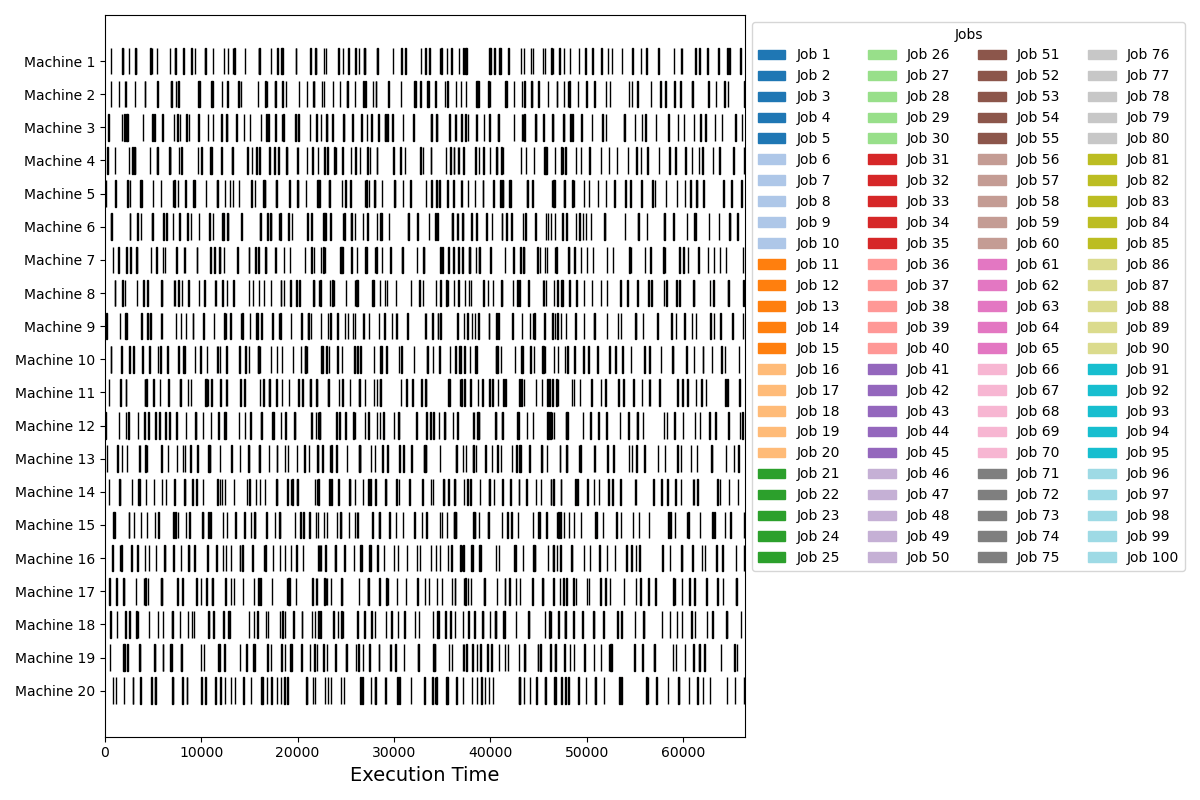 Machine 1
Machine 2
Machine 3
Machine 4
Machine 5
Machine 6
Machine 7
Machine 8
Machine 9
Machine 10
Machine 11
Machine 12
Machine 13
Machine 14
Machine 15
Machine 16
Machine 17
Machine 18
Machine 19
Machine 20
0 10000 20000 30000 40000 50000 60000
Execution Time
Jobs
Job 1 Job 26 Job 51 Job 76
Job 2 Job 27 Job 52 Job 77
Job 3 Job 28 Job 53 Job 78
Job 4 Job 29 Job 54 Job 79
Job 5 Job 30 Job 55 Job 80
Job 6 Job 31 Job 56 Job 81
Job 7 Job 32 Job 57 Job 82
Job 8 Job 33 Job 58 Job 83
Job 9 Job 34 Job 59 Job 84
Job 10 Job 35 Job 60 Job 85
Job 11 Job 36 Job 61 Job 86
Job 12 Job 37 Job 62 Job 87
Job 13 Job 38 Job 63 Job 88
Job 14 Job 39 Job 64 Job 89
Job 15 Job 40 Job 65 Job 90
Job 16 Job 41 Job 66 Job 91
Job 17 Job 42 Job 67 Job 92
Job 18 Job 43 Job 68 Job 93
Job 19 Job 44 Job 69 Job 94
Job 20 Job 45 Job 70 Job 95
Job 21 Job 46 Job 71 Job 96
Job 22 Job 47 Job 72 Job 97
Job 23 Job 48 Job 73 Job 98
Job 24 Job 49 Job 74 Job 99
Job 25 Job 50 Job 75 Job 100